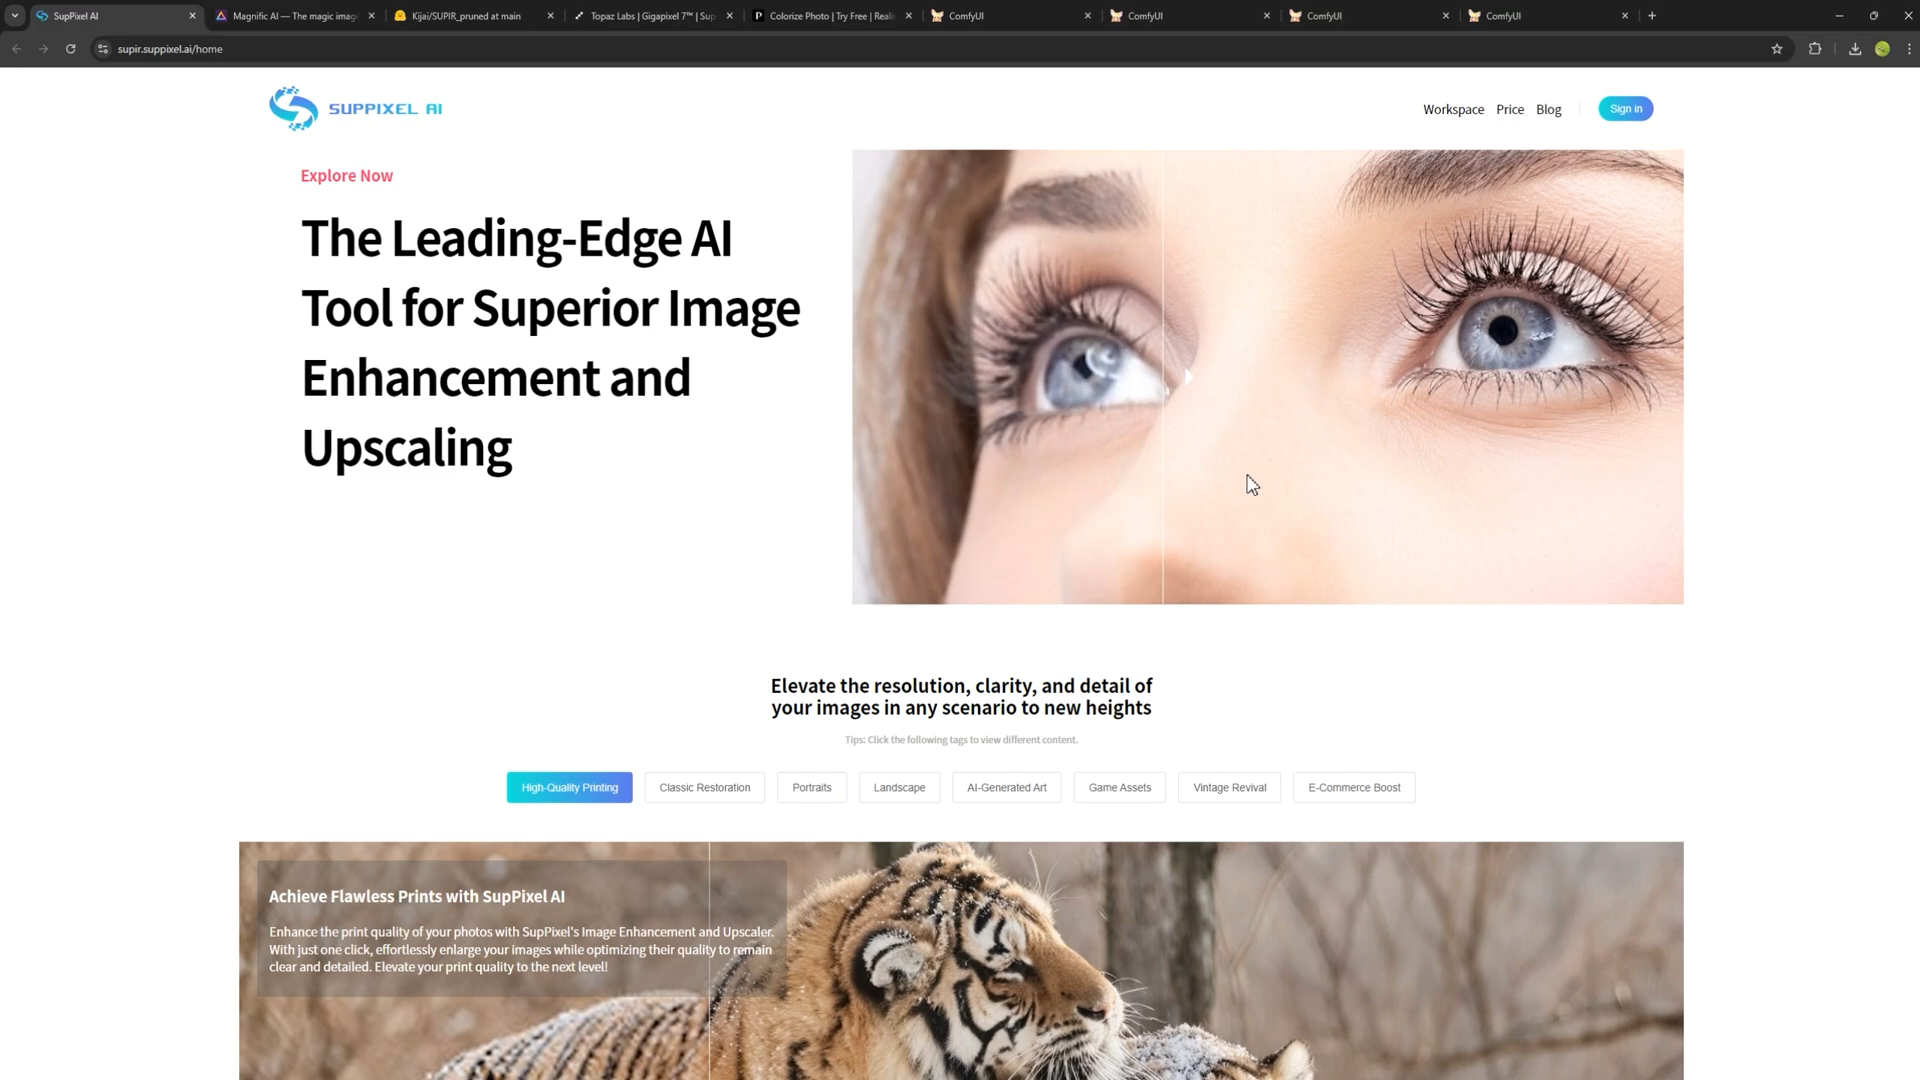 SupPixel AI
Magnific AI — The magic imag
Kijai/SUPIR_pruned at main
Topaz Labs | Gigapixel 7™ | Sup
Colorize Photo | Try Free | Reali
ComfyUI
ComfyUI
ComfyUI
ComfyUI
supir.suppixel.ai/home
SUPPIXEL AI
Workspace
Price
Blog
Sign in
Explore Now
The Leading-Edge AI
Tool for Superior Image
Enhancement and
Upscaling
Elevate the resolution, clarity, and detail of
your images in any scenario to new heights
Tips: Click the following tags to view different content.
High-Quality Printing
Classic Restoration
Portraits
Landscape
AI-Generated Art
Game Assets
Vintage Revival
E-Commerce Boost
Achieve Flawless Prints with SupPixel AI
Enhance the print quality of your photos with SupPixel's Image Enhancement and Upscaler.
With just one click, effortlessly enlarge your images while optimizing their quality to remain
clear and detailed. Elevate your print quality to the next level!